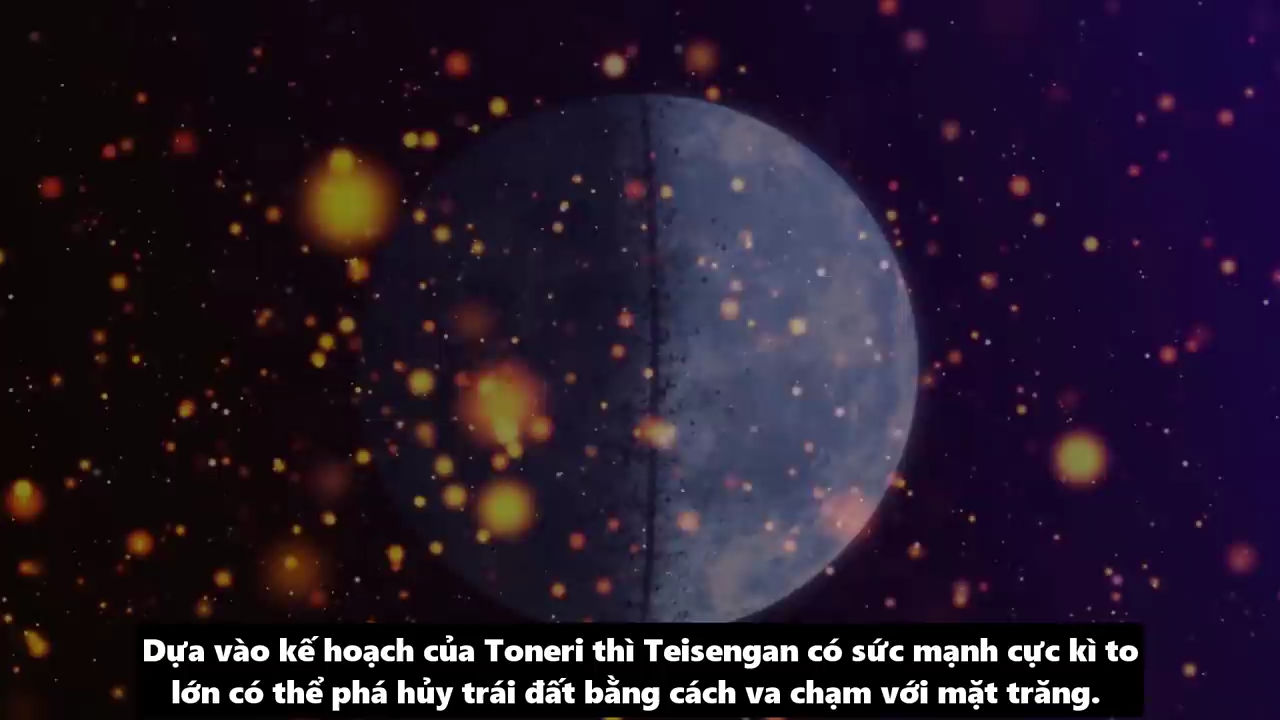 Dựa vào kế hoạch của Toneri thì Teisengan có sức mạnh cực kì to
lớn có thể phá hủy trái đất bằng cách va chạm với mặt trăng.